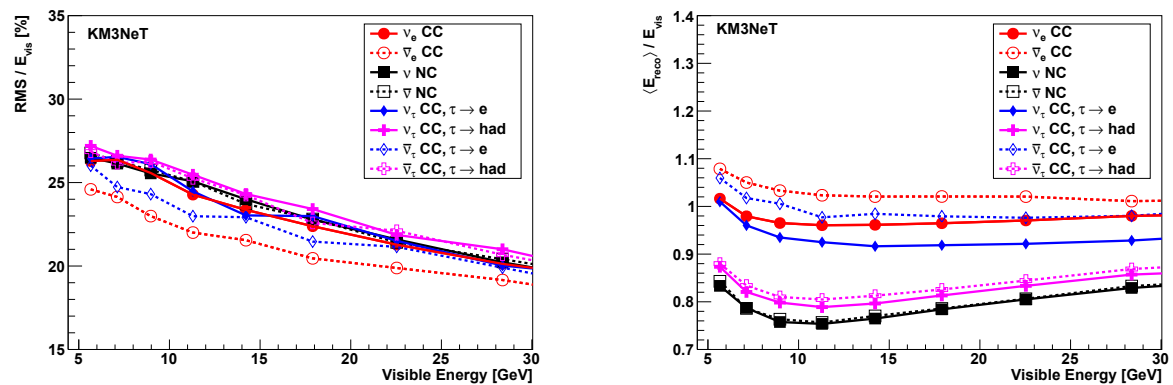 RMS / E_vis [%]
35
30
25
20
15
KM3NeT
ν_e CC
ν̅_e CC
ν NC
ν̅ NC
ν_τ CC, τ → e
ν_τ CC, τ → had
ν̅_τ CC, τ → e
ν̅_τ CC, τ → had
5 10 15 20 25 30
Visible Energy [GeV]
⟨E_reco⟩ / E_vis
1.4
1.3
1.2
1.1
1.0
0.9
0.8
0.7
KM3NeT
ν_e CC
ν̅_e CC
ν NC
ν̅ NC
ν_τ CC, τ → e
ν_τ CC, τ → had
ν̅_τ CC, τ → e
ν̅_τ CC, τ → had
5 10 15 20 25 30
Visible Energy [GeV]